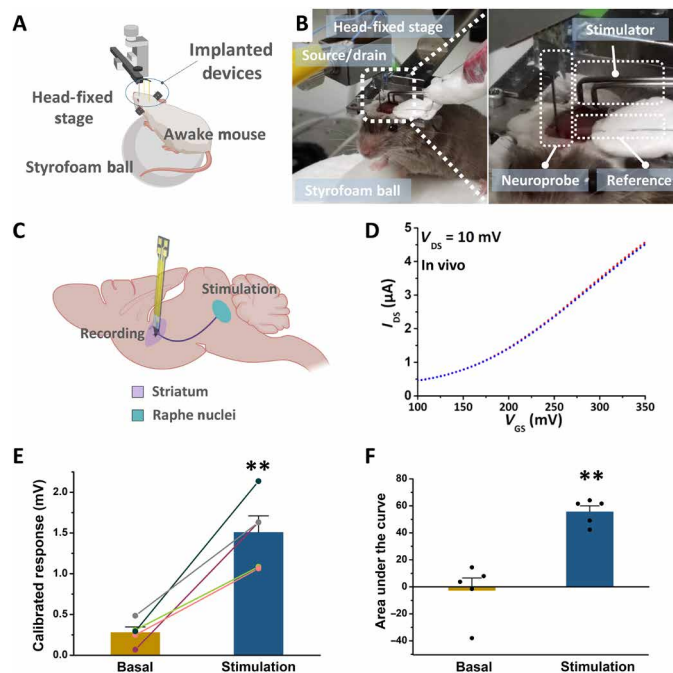 A
Implanted
devices
Head-fixed
stage
Awake mouse
Styrofoam ball
B
Head-fixed stage
Source/drain
Styrofoam ball
Stimulator
Neuroprobe
Reference
C
Stimulation
Recording
Striatum
Raphe nuclei
D
VDS = 10 mV
In vivo
IDS (μA)
5
4
3
2
1
0
100 150 200 250 300 350
VGS (mV)
E
**
Calibrated response (mV)
2.0
1.5
1.0
0.5
0.0
Basal Stimulation
F
**
Area under the curve
80
60
40
20
0
−20
−40
Basal Stimulation